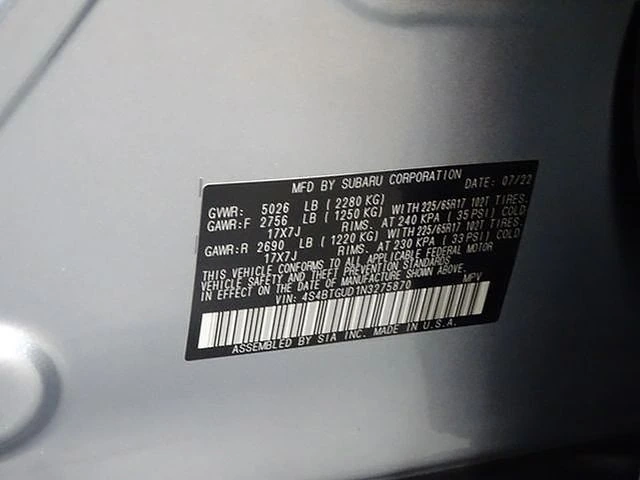 MFD BY SUBARU CORPORATION DATE: 07/22
GVWR: 5026 LB ( 2280 KG)
GAWR:F 2756 LB ( 1250 KG) WITH 225/65R17 102T TIRES,
17X7J RIMS. AT 240 KPA ( 35 PSI) COLD
GAWR:R 2690 LB ( 1220 KG) WITH 225/65R17 102T TIRES
17X7J RIMS. AT 230 KPA ( 33 PSI) COLD
THIS VEHICLE CONFORMS TO ALL APPLICABLE FEDERAL MOTOR
VEHICLE SAFETY AND THEFT PREVENTION STANDARDS
IN EFFECT ON THE DATE OF MANUFACTURE SHOWN ABOVE.
VIN: 4S4BTGUD1N3275870 MPV
ASSEMBLED BY SIA INC. MADE IN U.S.A.